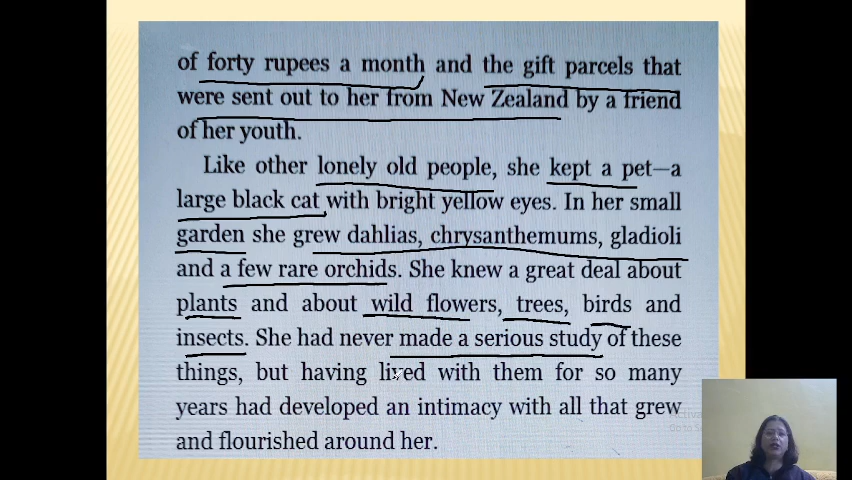 of forty rupees a month and the gift parcels that
were sent out to her from New Zealand by a friend
of her youth.
Like other lonely old people, she kept a pet—a
large black cat with bright yellow eyes. In her small
garden she grew dahlias, chrysanthemums, gladioli
and a few rare orchids. She knew a great deal about
plants and about wild flowers, trees, birds and
insects. She had never made a serious study of these
things, but having lived with them for so many
years had developed an intimacy with all that grew
and flourished around her.